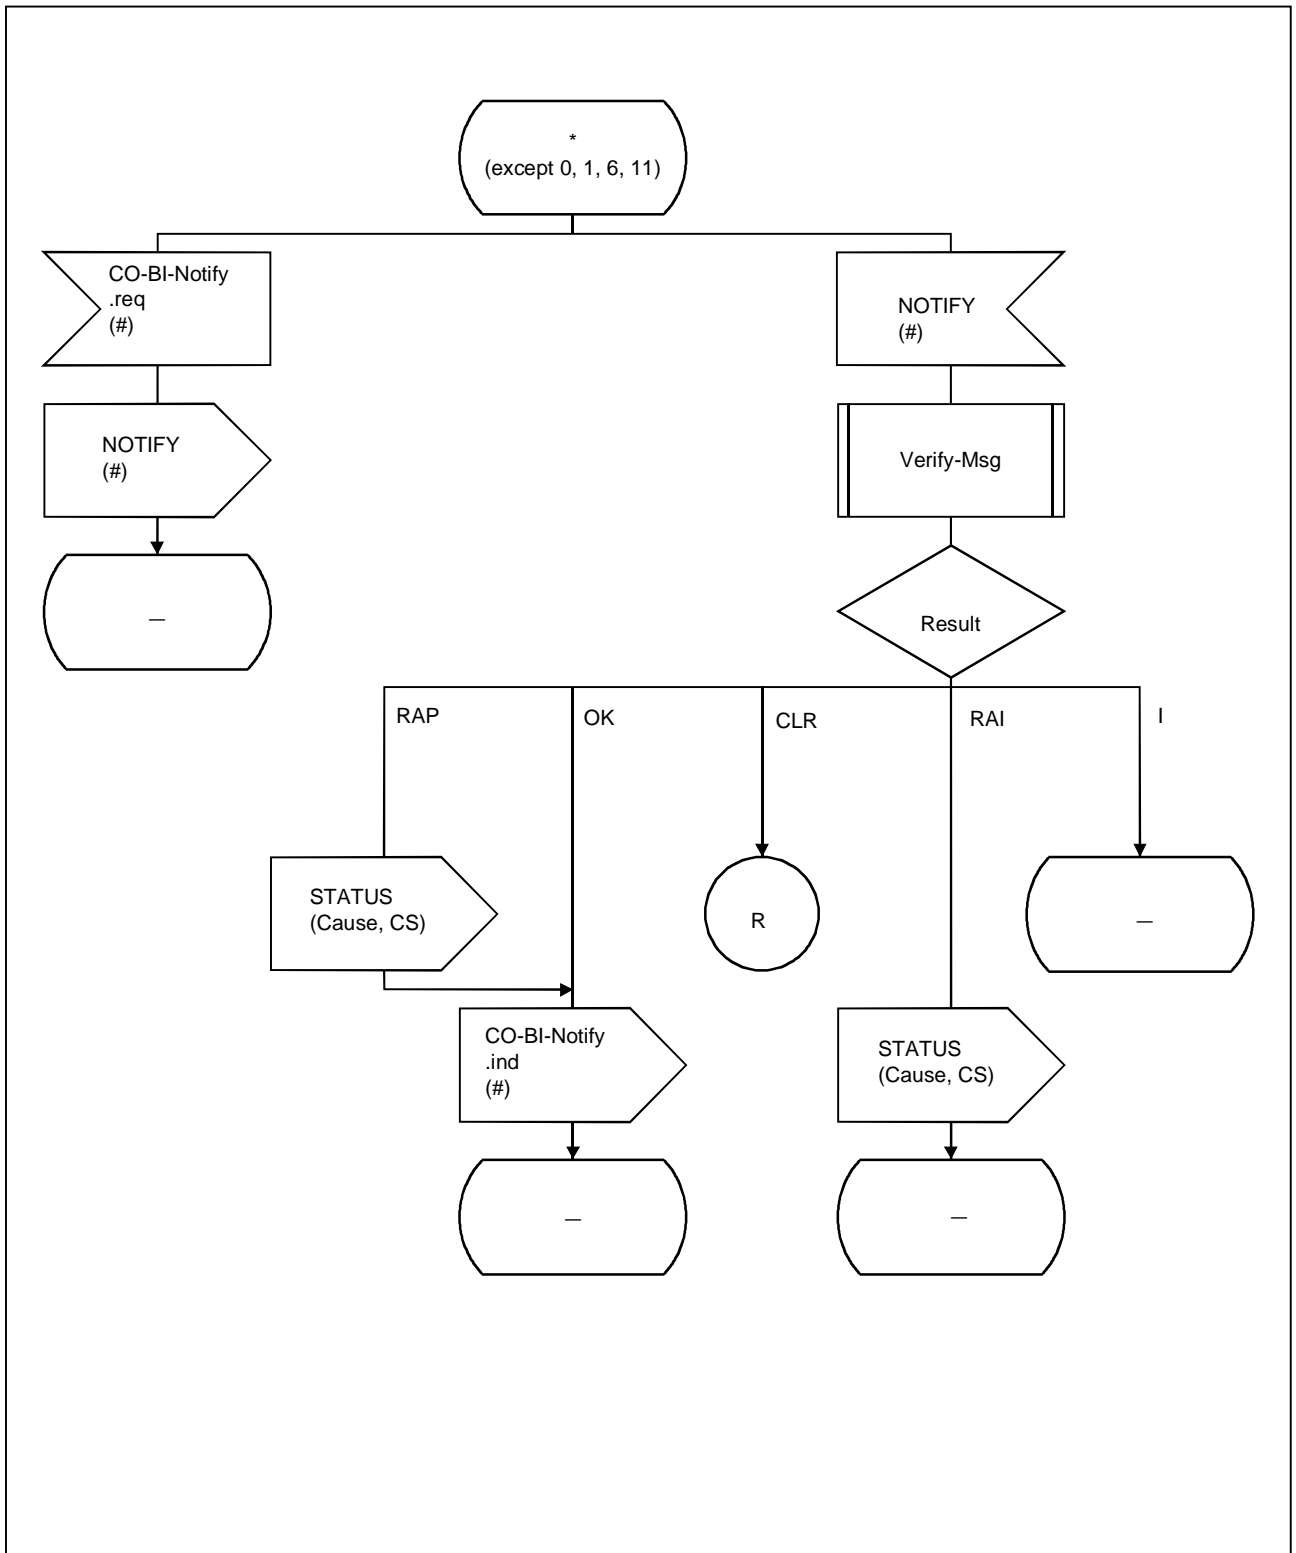 *
(except 0, 1, 6, 11)
CO-BI-Notify
.req
(#)
NOTIFY
(#)
NOTIFY
(#)
Verify-Msg
–
Result
RAP
OK
CLR
RAI
I
STATUS
(Cause, CS)
R
–
CO-BI-Notify
.ind
(#)
STATUS
(Cause, CS)
–
–